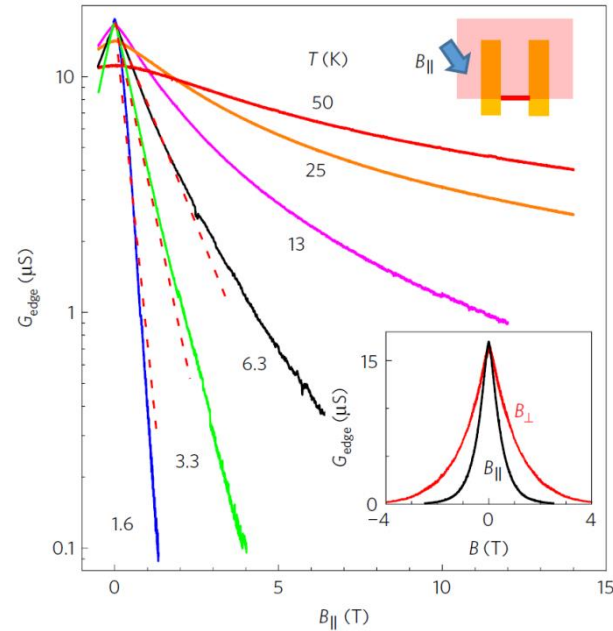 T (K)
B∥
10
50
25
13
G_edge (μS)
1
6.3
15
G_edge (μS)
B⊥
B∥
3.3
0
−4
0
4
B (T)
1.6
0.1
0
5
10
15
B∥ (T)